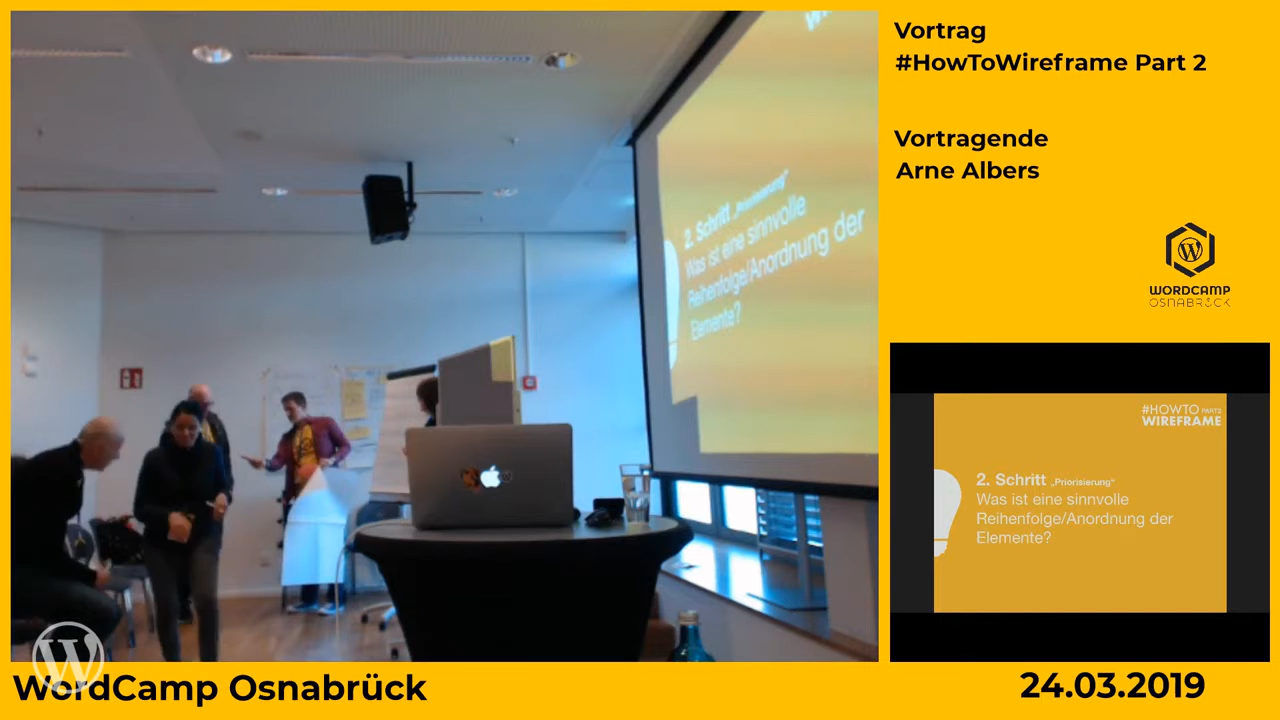 Vortrag
#HowToWireframe Part 2
Vortragende
Arne Albers
WORDCAMP
OSNABRÜCK
2. Schritt „Priorisierung“
Was ist eine sinnvolle
Reihenfolge/Anordnung der
Elemente?
#HOWTO PART2
WIREFRAME
2. Schritt „Priorisierung“
Was ist eine sinnvolle
Reihenfolge/Anordnung der
Elemente?
WordCamp Osnabrück
24.03.2019